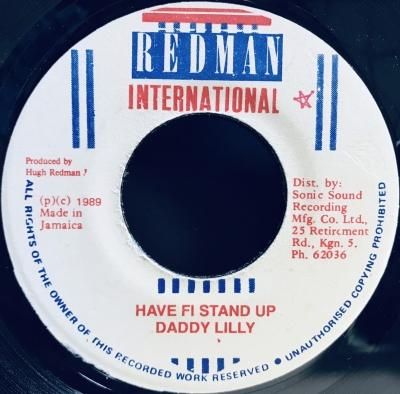 REDMAN
INTERNATIONAL
Produced by
Hugh Redman J
(p)(c) 1989
Made in
Jamaica
Dist. by:
Sonic Sound
Recording
Mfg. Co. Ltd.,
25 Retirement
Rd., Kgn. 5.
Ph. 62036
HAVE FI STAND UP
DADDY LILLY
ALL RIGHTS OF THE OWNER OF THIS RECORDED WORK RESERVED • UNAUTHORISED COPYING PROHIBITED